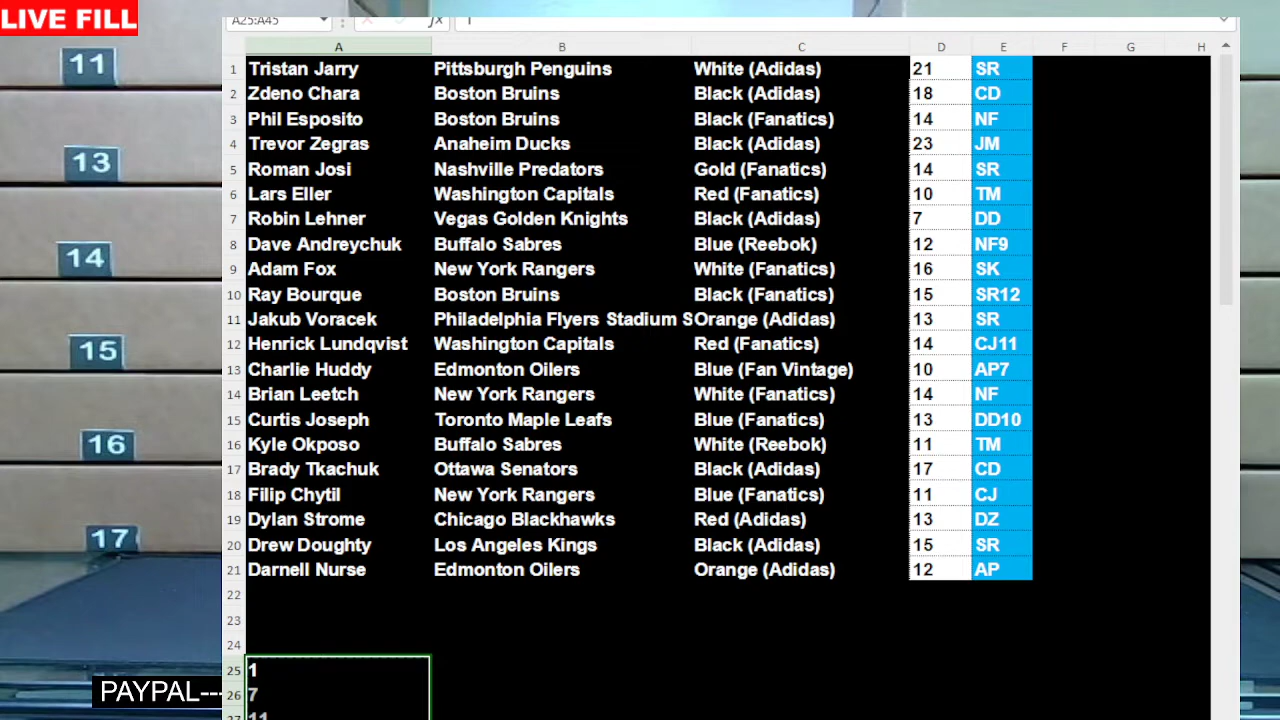 LIVE FILL
A25:A45 fx 1
A B C D E F G H
1 Tristan Jarry Pittsburgh Penguins White (Adidas) 21 SR
2 Zdeno Chara Boston Bruins Black (Adidas) 18 CD
3 Phil Esposito Boston Bruins Black (Fanatics) 14 NF
4 Trevor Zegras Anaheim Ducks Black (Adidas) 23 JM
5 Roman Josi Nashville Predators Gold (Fanatics) 14 SR
6 Lars Eller Washington Capitals Red (Fanatics) 10 TM
7 Robin Lehner Vegas Golden Knights Black (Adidas) 7 DD
8 Dave Andreychuk Buffalo Sabres Blue (Reebok) 12 NF9
9 Adam Fox New York Rangers White (Fanatics) 16 SK
10 Ray Bourque Boston Bruins Black (Fanatics) 15 SR12
11 Jakub Voracek Philadelphia Flyers Stadium S Orange (Adidas) 13 SR
12 Henrick Lundqvist Washington Capitals Red (Fanatics) 14 CJ11
13 Charlie Huddy Edmonton Oilers Blue (Fan Vintage) 10 AP7
14 Brian Leetch New York Rangers White (Fanatics) 14 NF
15 Curtis Joseph Toronto Maple Leafs Blue (Fanatics) 13 DD10
16 Kyle Okposo Buffalo Sabres White (Reebok) 11 TM
17 Brady Tkachuk Ottawa Senators Black (Adidas) 17 CD
18 Filip Chytil New York Rangers Blue (Fanatics) 11 CJ
19 Dylan Strome Chicago Blackhawks Red (Adidas) 13 DZ
20 Drew Doughty Los Angeles Kings Black (Adidas) 15 SR
21 Darnell Nurse Edmonton Oilers Orange (Adidas) 12 AP
22
23
24
25 1
26 7
27 11
11
13
14
15
16
17
PAYPAL---